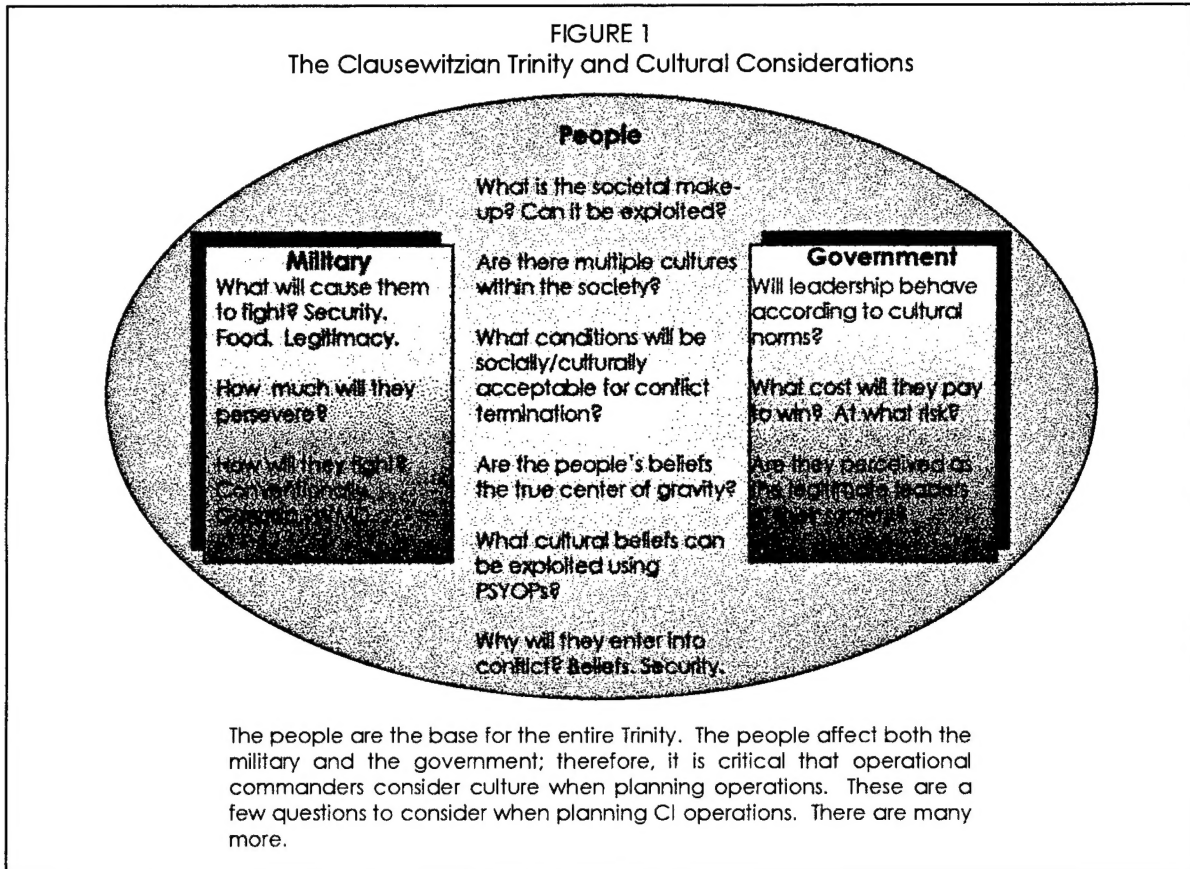 FIGURE 1
The Clausewitzian Trinity and Cultural Considerations
People
What is the societal make-
up? Can it be exploited?
Are there multiple cultures
within the society?
What conditions will be
socially/culturally
acceptable for conflict
termination?
Are the people's beliefs
the true center of gravity?
What cultural beliefs can
be exploited using
PSYOPs?
Why will they enter into
conflict? Beliefs. Security.
Military
What will cause them
to fight? Security.
Food. Legitimacy.
How much will they
persevere?
How will they fight?
Conventionally.
Government
Will leadership behave
according to cultural
norms?
What cost will they pay
to win? At what risk?
Are they perceived as
the legitimate leaders
The people are the base for the entire Trinity. The people affect both the
military and the government; therefore, it is critical that operational
commanders consider culture when planning operations. These are a
few questions to consider when planning CI operations. There are many
more.